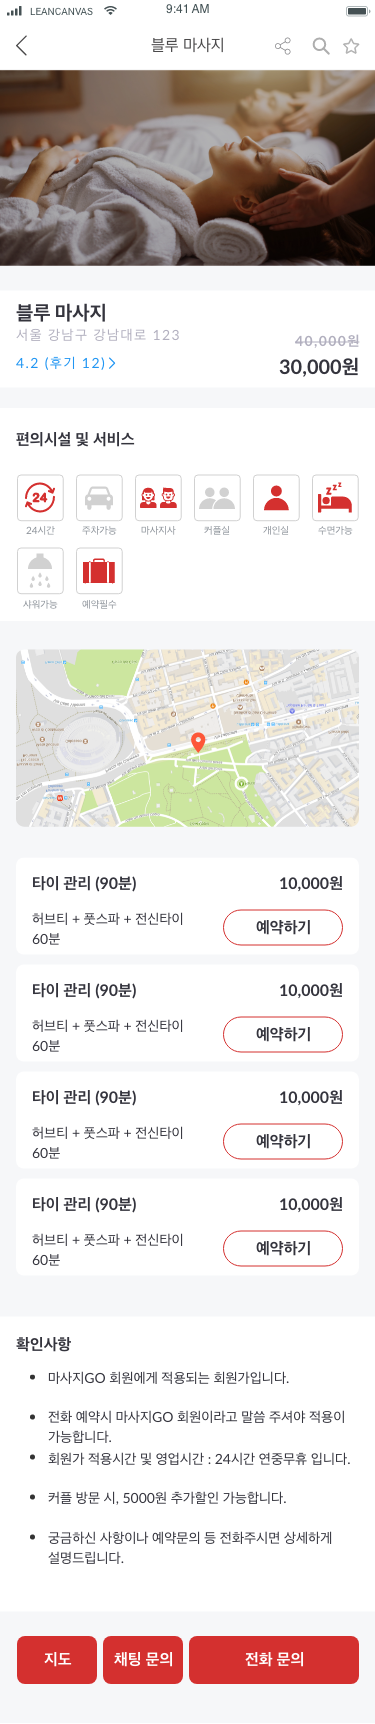 LEANCANVAS
9:41 AM
블루 마사지
블루 마사지
서울 강남구 강남대로 123
40,000원
4.2 (후기 12)
30,000원
편의시설 및 서비스
24
z z z
24시간
주차가능
마사지사
커플실
개인실
수면가능
샤워가능
예약필수
타이 관리 (90분)
10,000원
허브티 + 풋스파 + 전신타이
60분
예약하기
타이 관리 (90분)
10,000원
허브티 + 풋스파 + 전신타이
60분
예약하기
타이 관리 (90분)
10,000원
허브티 + 풋스파 + 전신타이
60분
예약하기
타이 관리 (90분)
10,000원
허브티 + 풋스파 + 전신타이
60분
예약하기
확인사항
마사지GO 회원에게 적용되는 회원가입니다.
전화 예약시 마사지GO 회원이라고 말씀 주셔야 적용이
가능합니다.
회원가 적용시간 및 영업시간 : 24시간 연중무휴 입니다.
커플 방문 시, 5000원 추가할인 가능합니다.
궁금하신 사항이나 예약문의 등 전화주시면 상세하게
설명드립니다.
지도
채팅 문의
전화 문의